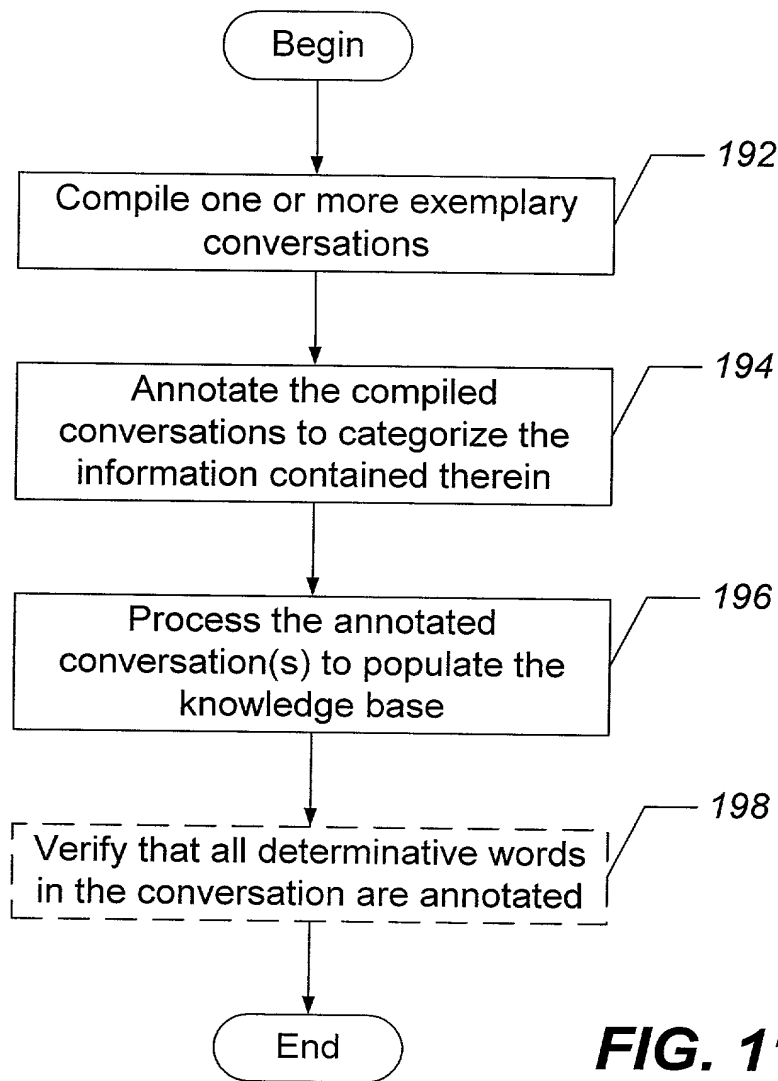 Begin
192
Compile one or more exemplary
conversations
194
Annotate the compiled
conversations to categorize the
information contained therein
196
Process the annotated
conversation(s) to populate the
knowledge base
198
Verify that all determinative words
in the conversation are annotated
End
FIG.